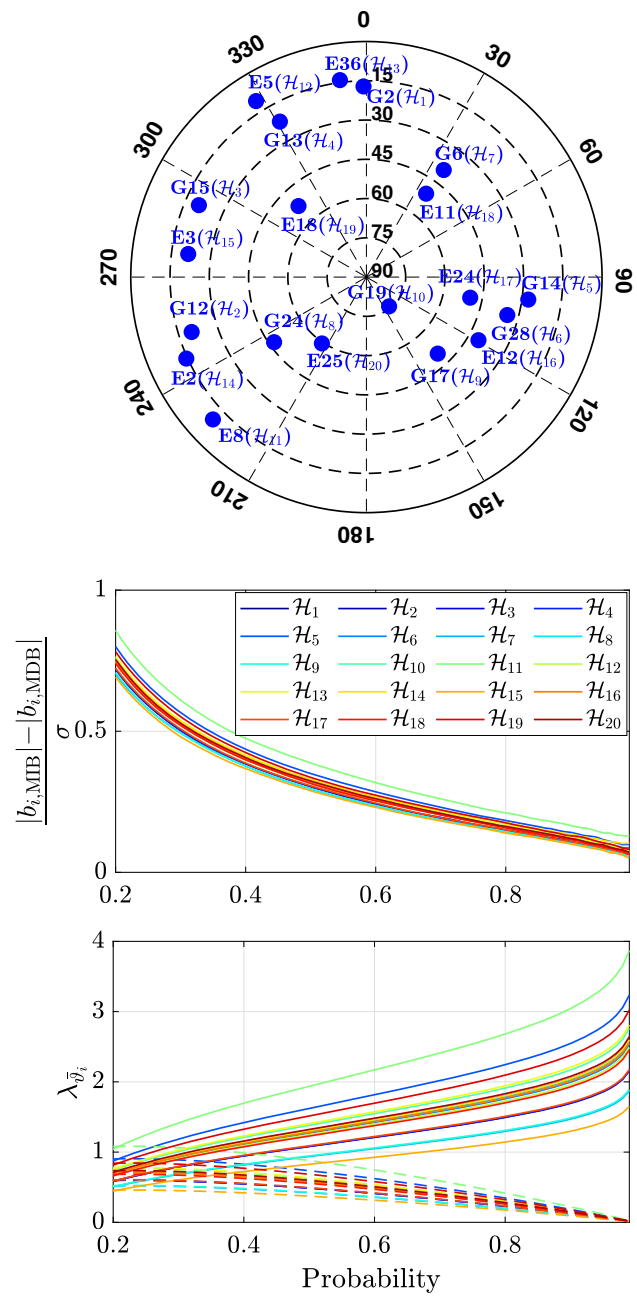 0
330
30
E36(ℋ13)
E5(ℋ12)
15
G2(ℋ1)
30
G13(ℋ4)
300
45
G6(ℋ7)
60
G15(ℋ3)
60
E11(ℋ18)
E18(ℋ19)
E3(ℋ15)
75
270
90
E24(ℋ17)
G14(ℋ5)
90
G19(ℋ10)
G12(ℋ2)
G24(ℋ8)
G28(ℋ6)
E25(ℋ20)
E12(ℋ16)
E2(ℋ14)
G17(ℋ9)
240
120
E8(ℋ11)
210
150
180
1
ℋ1 ℋ2 ℋ3 ℋ4
ℋ5 ℋ6 ℋ7 ℋ8
ℋ9 ℋ10 ℋ11 ℋ12
ℋ13 ℋ14 ℋ15 ℋ16
ℋ17 ℋ18 ℋ19 ℋ20
|b_{i,MIB}|−|b_{i,MDB}|
σ
0.5
0
0.2 0.4 0.6 0.8
4
3
λ_{ϑ̄_i}
2
1
0
0.2 0.4 0.6 0.8
Probability